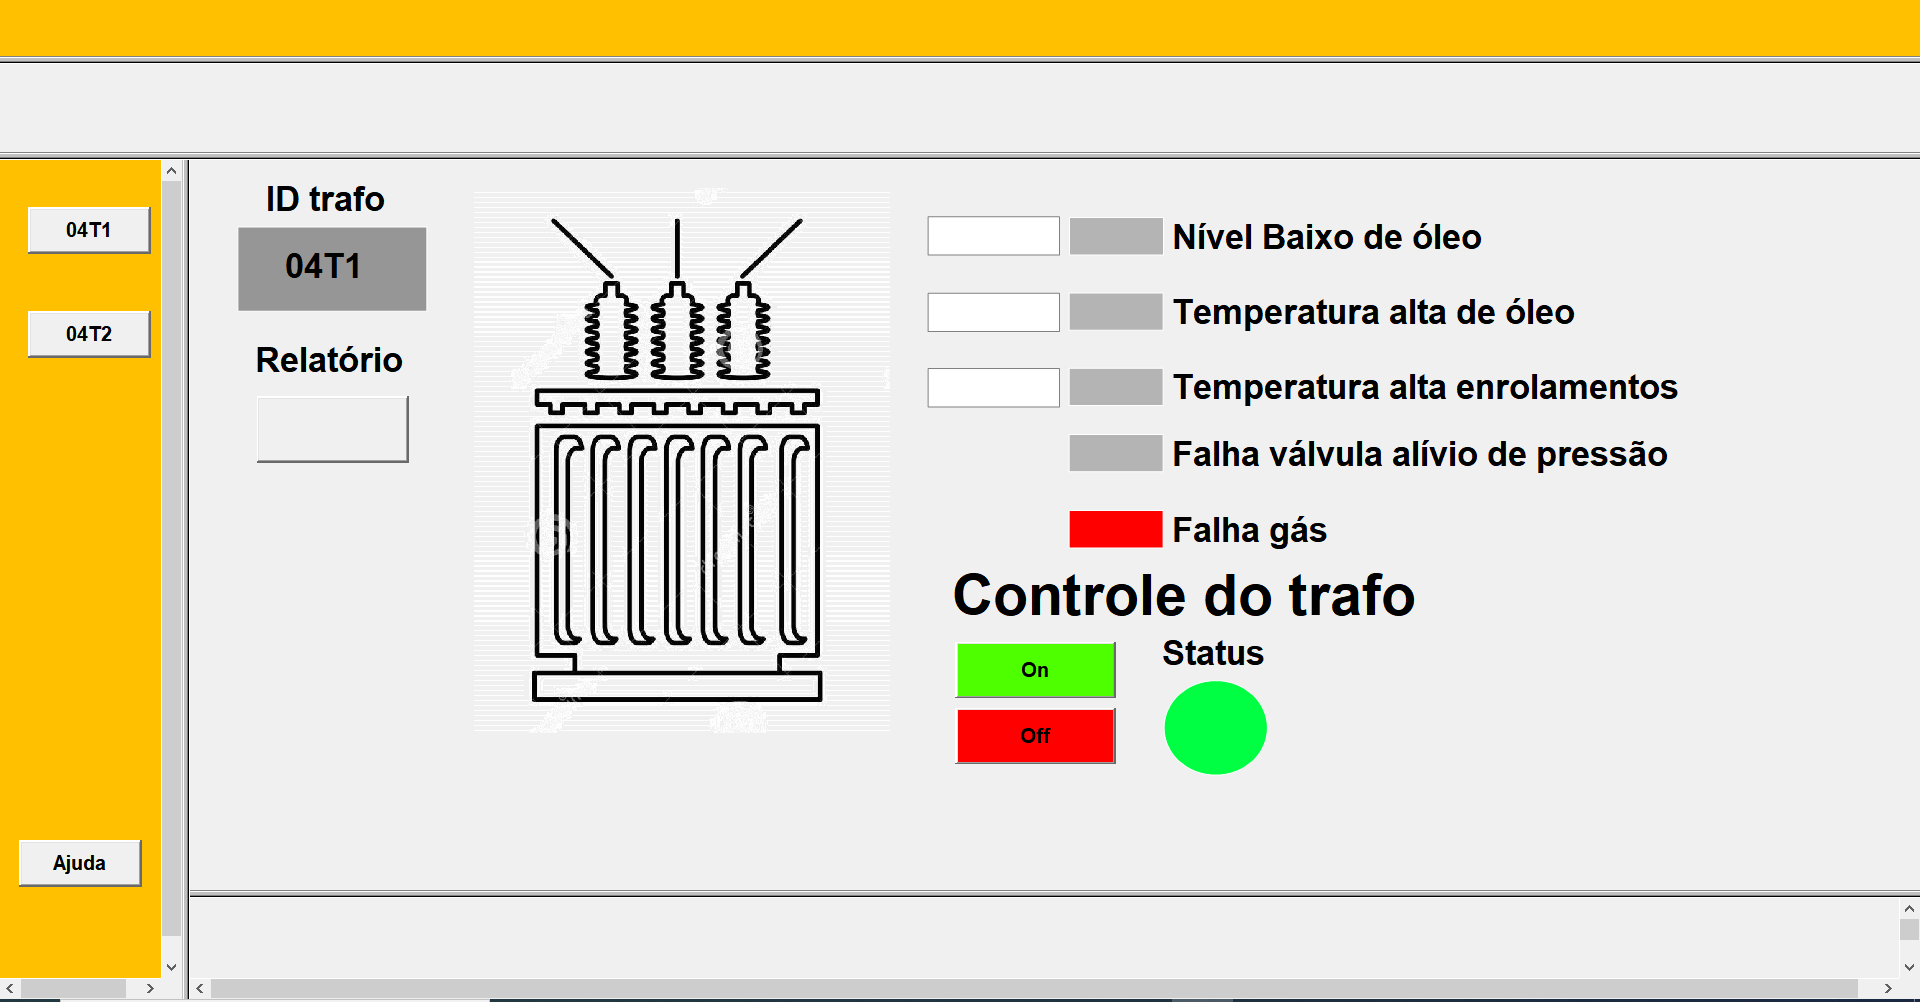 04T1
04T2
Ajuda
ID trafo
04T1
Relatório
Nível Baixo de óleo
Temperatura alta de óleo
Temperatura alta enrolamentos
Falha válvula alívio de pressão
Falha gás
Controle do trafo
On
Off
Status